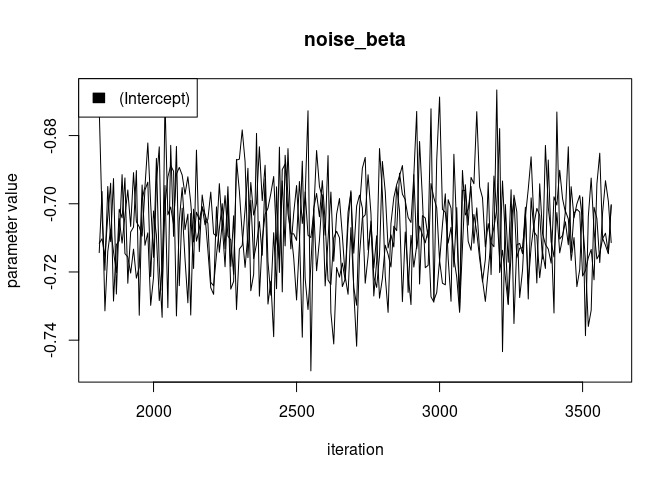 noise_beta
(Intercept)
parameter value
-0.68
-0.70
-0.72
-0.74
2000 2500 3000 3500
iteration